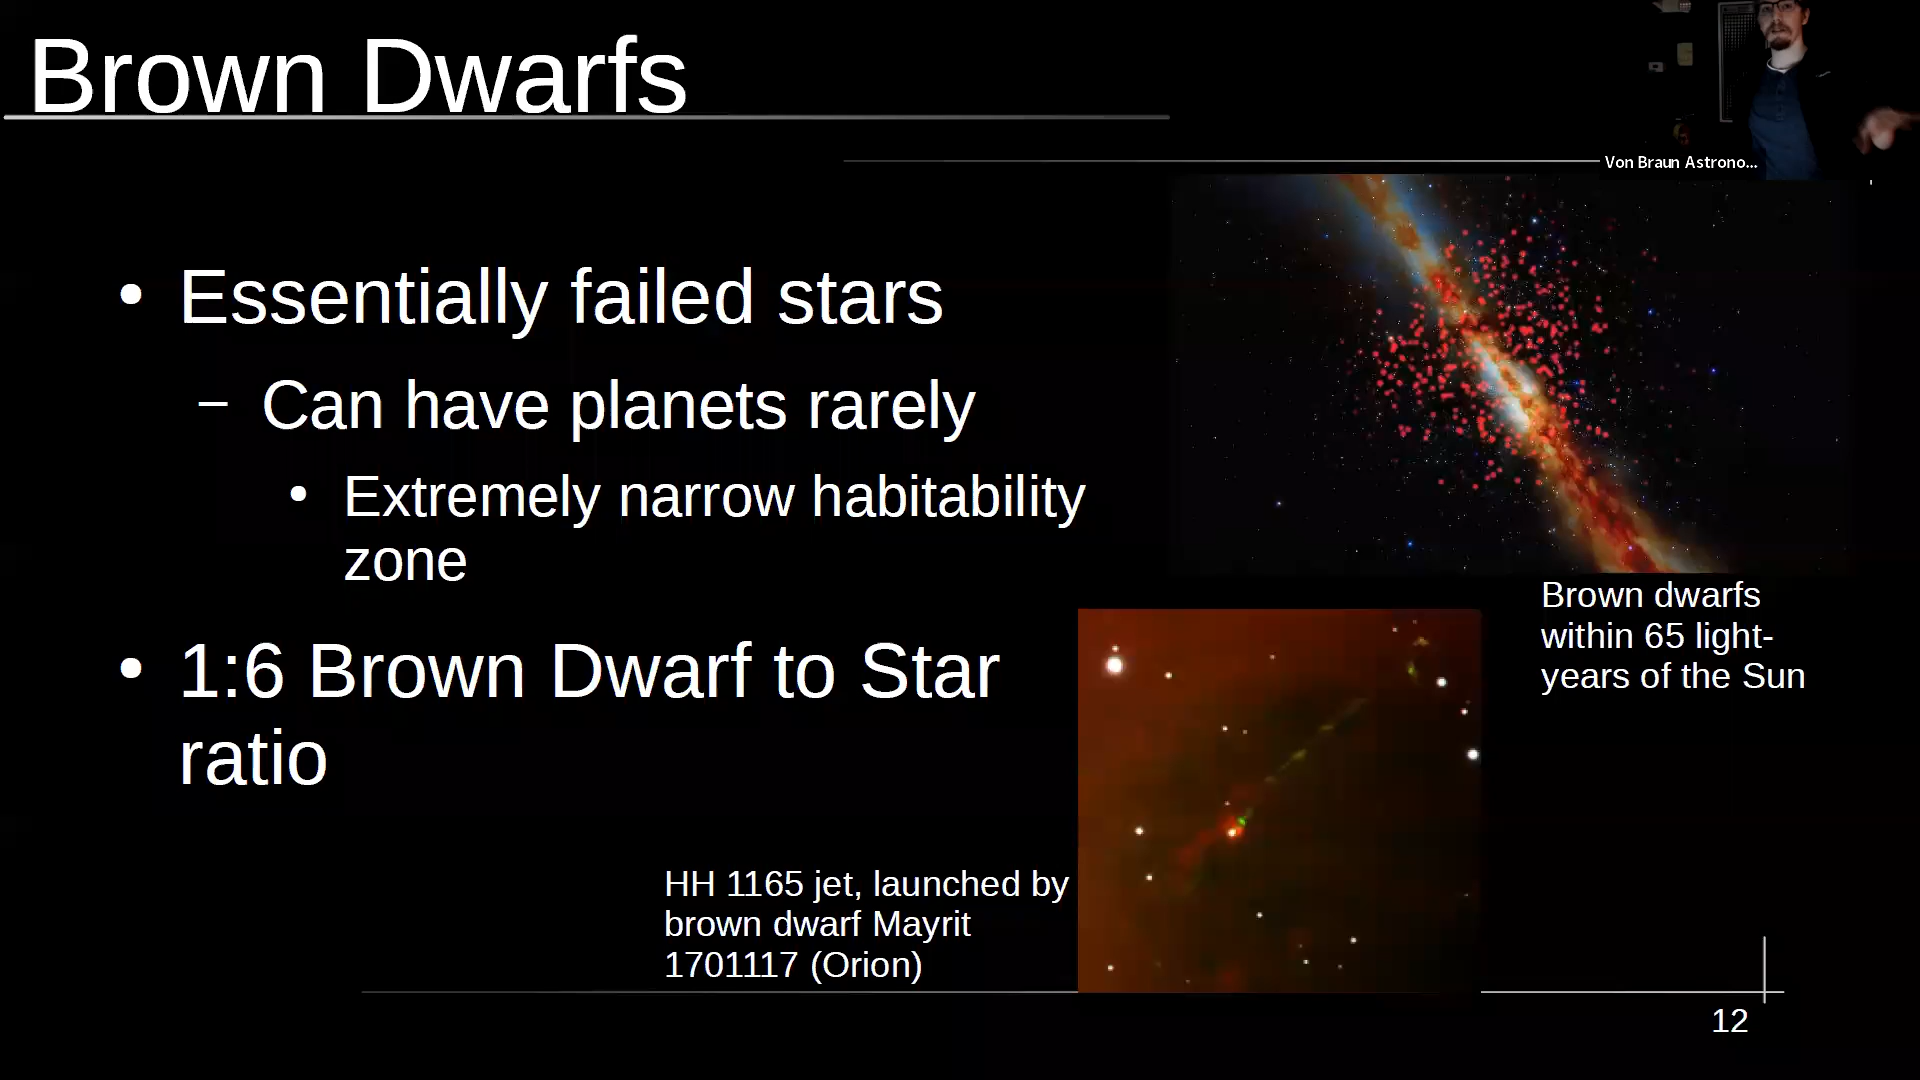 Brown Dwarfs
Von Braun Astrono...
• Essentially failed stars
– Can have planets rarely
• Extremely narrow habitability
zone
• 1:6 Brown Dwarf to Star
ratio
Brown dwarfs
within 65 light-
years of the Sun
HH 1165 jet, launched by
brown dwarf Mayrit
1701117 (Orion)
12